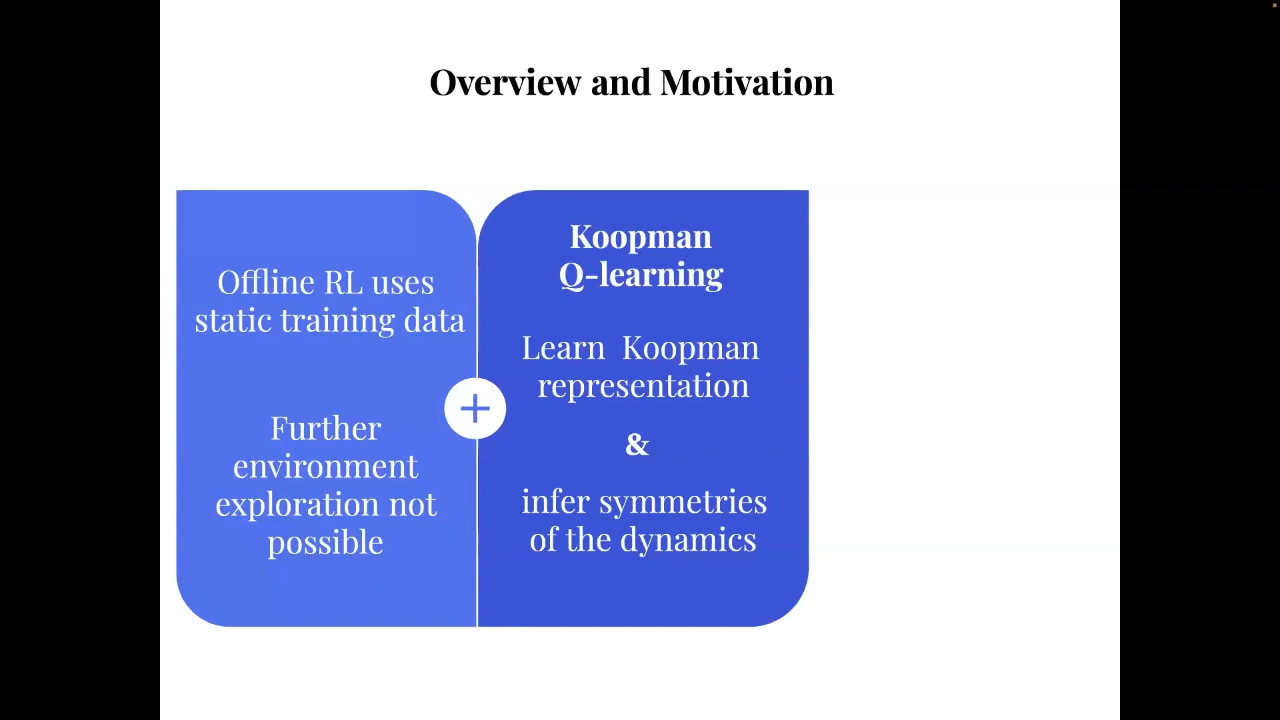 Overview and Motivation
Offline RL uses
static training data
Further
environment
exploration not
possible
+
Koopman
Q-learning
Learn Koopman
representation
&
infer symmetries
of the dynamics